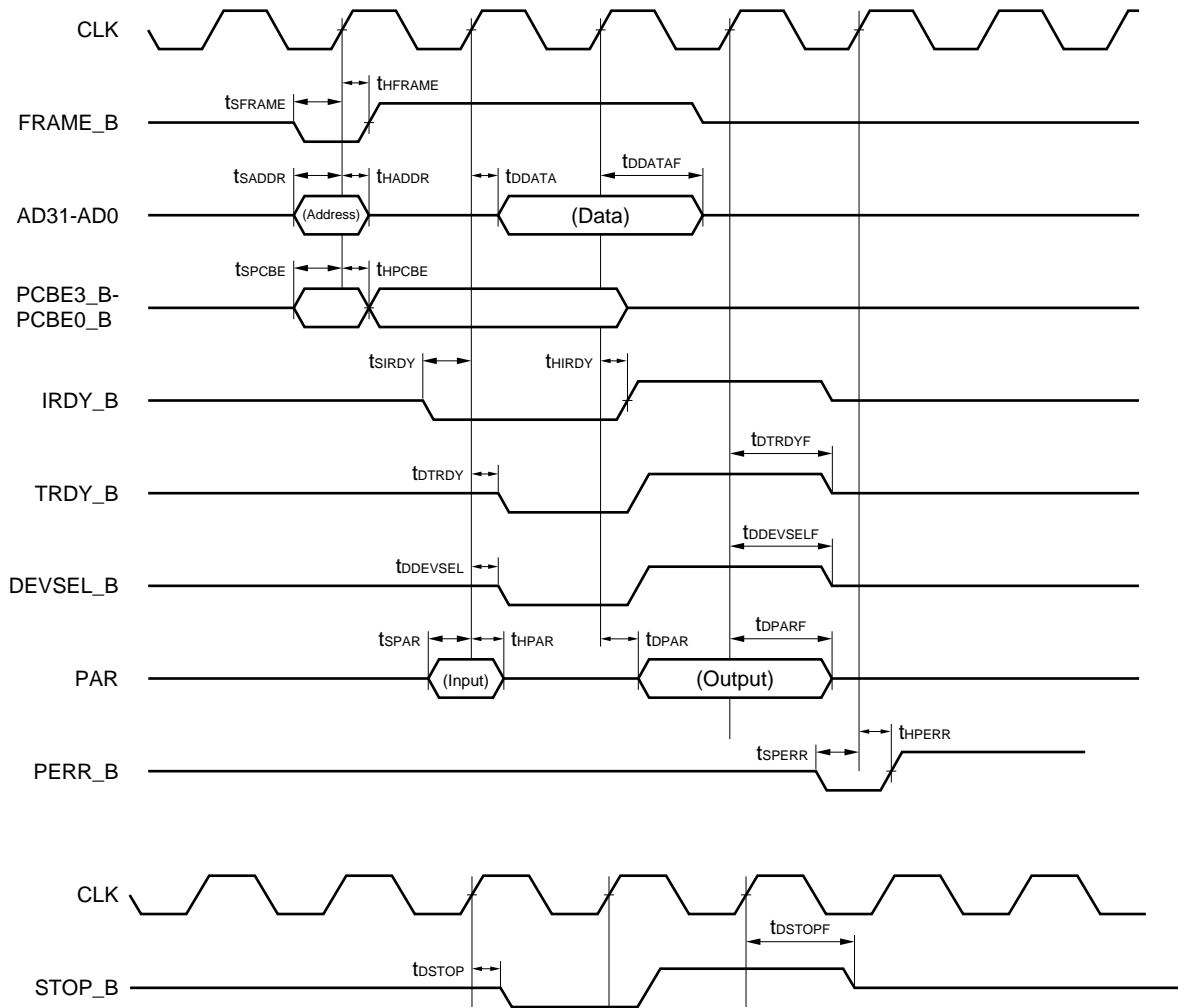 CLK
tHFRAME
tSFRAME
FRAME_B
tSADDR
tHADDR
tDDATA
tDDATAF
AD31-AD0
(Address)
(Data)
tSPCBE
tHPCBE
PCBE3_B-
PCBE0_B
tSIRDY
tHIRDY
IRDY_B
tDTRDYF
tDTRDY
TRDY_B
tDDEVSELF
tDDEVSEL
DEVSEL_B
tSPAR
tHPAR
tDPAR
tDPARF
PAR
(Input)
(Output)
tHPERR
tSPERR
PERR_B
CLK
tDSTOPF
tDSTOP
STOP_B